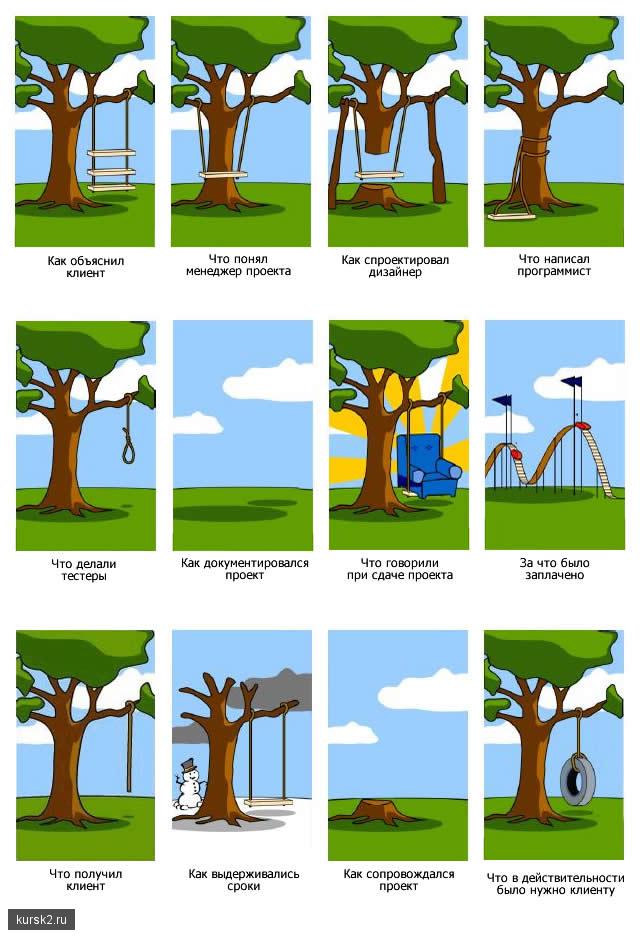 Как объяснил
клиент
Что понял
менеджер проекта
Как спроектировал
дизайнер
Что написал
программист
Что делали
тестеры
Как документировался
проект
Что говорили
при сдаче проекта
За что было
заплачено
Что получил
клиент
Как выдерживались
сроки
Как сопровождался
проект
Что в действительности
было нужно клиенту
kursk2.ru